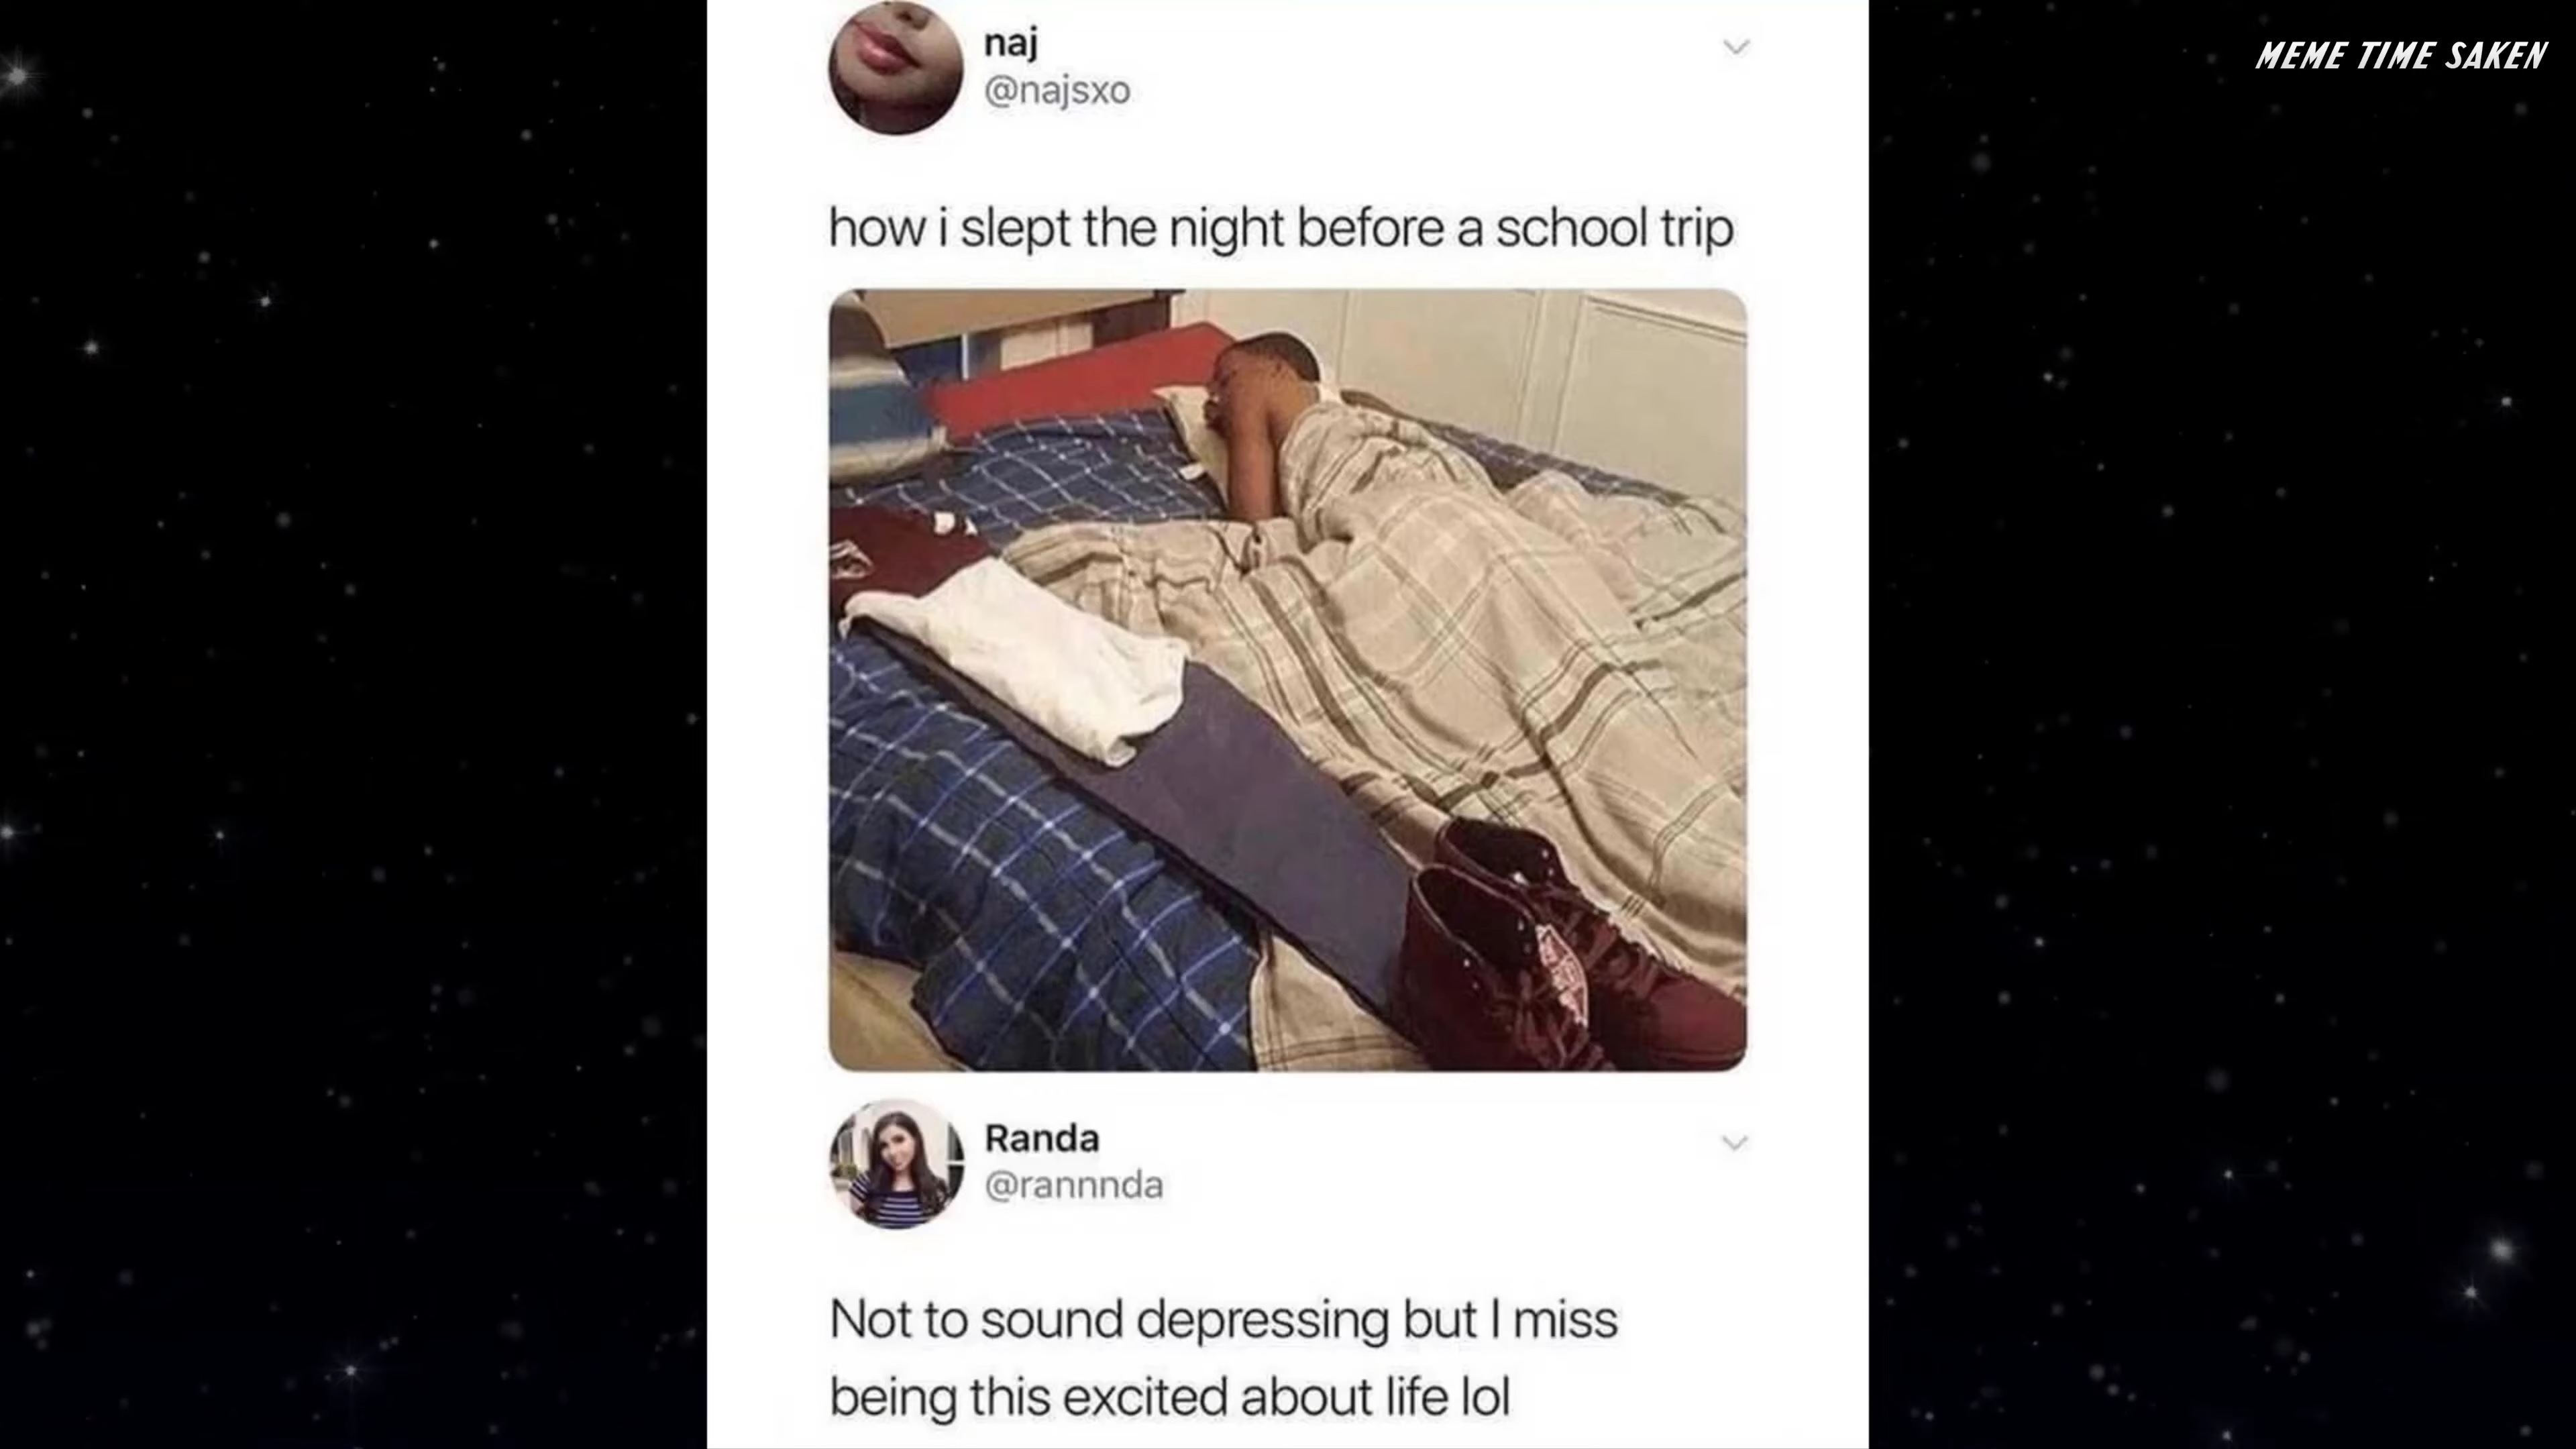 MEME TIME SAKEN
naj
@najsxo
how i slept the night before a school trip
Randa
@rannnda
Not to sound depressing but I miss
being this excited about life lol